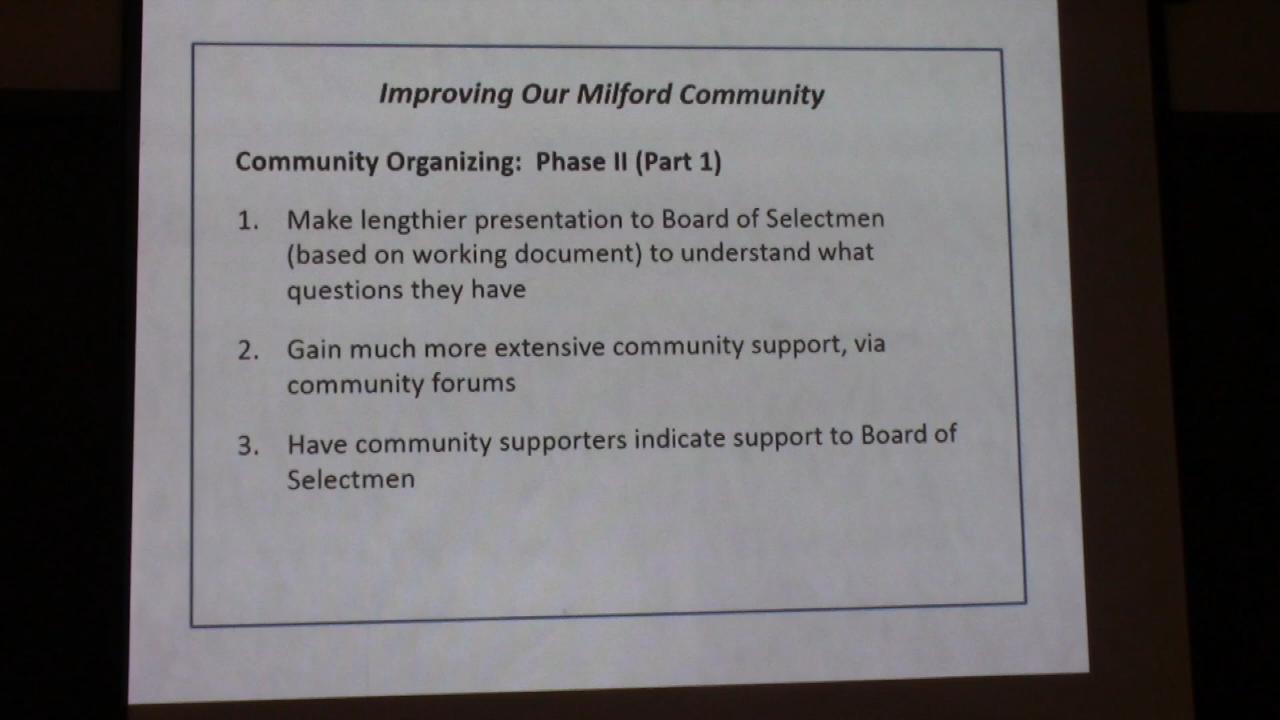 Improving Our Milford Community
Community Organizing: Phase II (Part 1)
1. Make lengthier presentation to Board of Selectmen
(based on working document) to understand what
questions they have
2. Gain much more extensive community support, via
community forums
3. Have community supporters indicate support to Board of
Selectmen